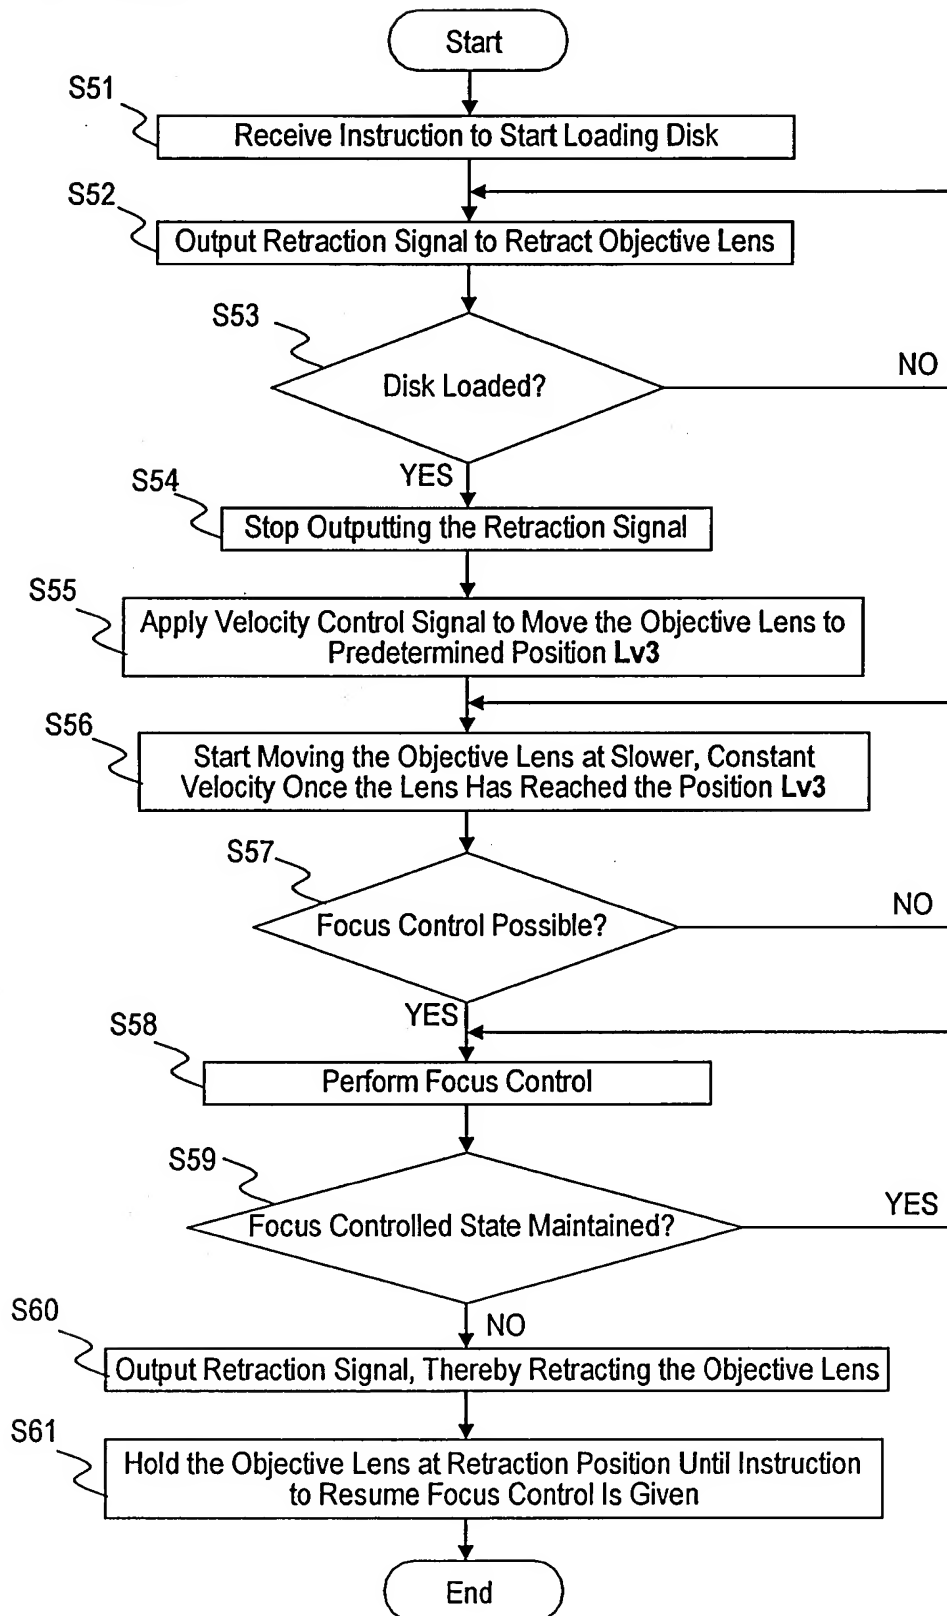 Start
S51
Receive Instruction to Start Loading Disk
S52
Output Retraction Signal to Retract Objective Lens
S53
Disk Loaded?
NO
YES
S54
Stop Outputting the Retraction Signal
S55
Apply Velocity Control Signal to Move the Objective Lens to
Predetermined Position Lv3
S56
Start Moving the Objective Lens at Slower, Constant
Velocity Once the Lens Has Reached the Position Lv3
S57
Focus Control Possible?
NO
YES
S58
Perform Focus Control
S59
Focus Controlled State Maintained?
YES
NO
S60
Output Retraction Signal, Thereby Retracting the Objective Lens
S61
Hold the Objective Lens at Retraction Position Until Instruction
to Resume Focus Control Is Given
End